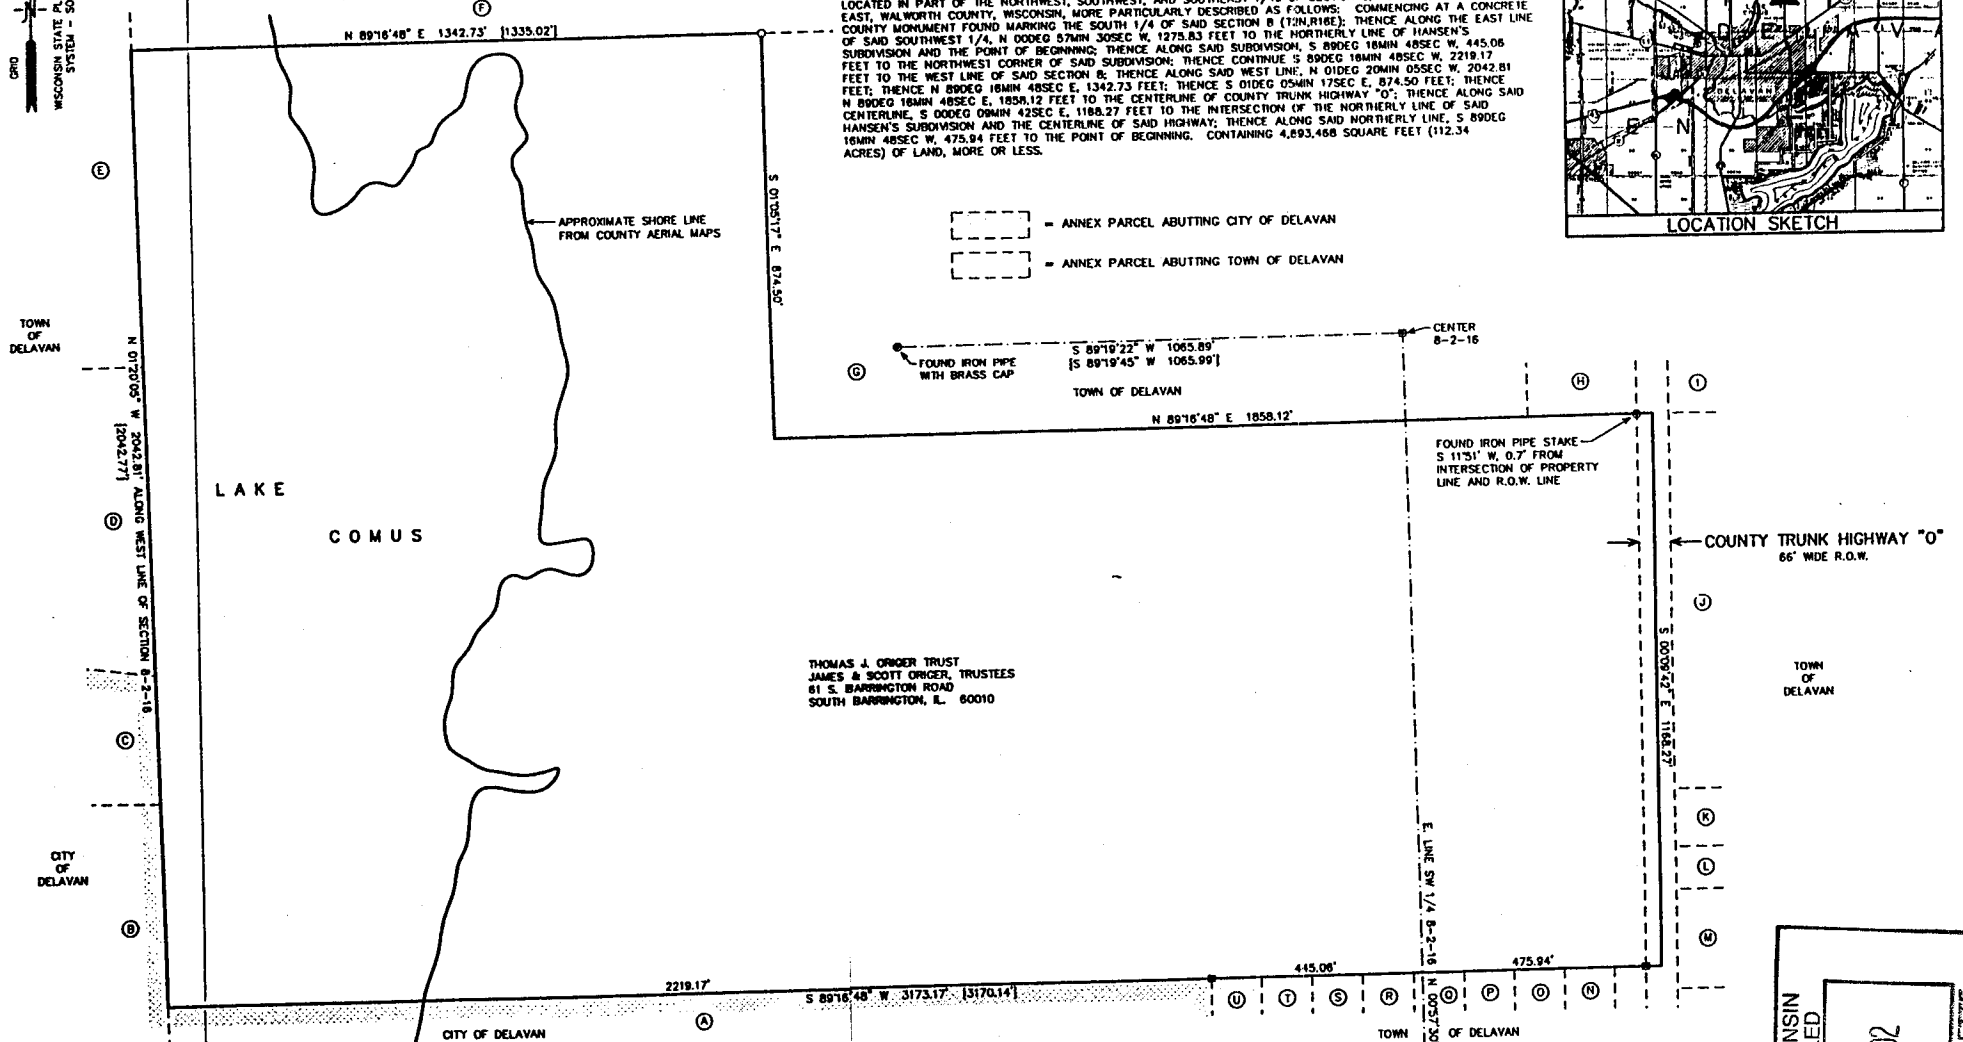 GRID
WISCONSIN STATE PL
SYSTEM - SO
N
F
N 89°16'48" E 1342.73' [1335.02']
EAST, WALWORTH COUNTY, WISCONSIN, MORE PARTICULARLY DESCRIBED AS FOLLOWS: COMMENCING AT A CONCRETE
COUNTY MONUMENT FOUND MARKING THE SOUTH 1/4 OF SAID SECTION 8 (T2N,R16E); THENCE ALONG THE EAST LINE
OF SAID SOUTHWEST 1/4, N 00DEG 57MIN 30SEC W, 1275.83 FEET TO THE NORTHERLY LINE OF HANSEN'S
SUBDIVISION AND THE POINT OF BEGINNING; THENCE ALONG SAID SUBDIVISION, S 89DEG 16MIN 48SEC W, 445.06
FEET TO THE NORTHWEST CORNER OF SAID SUBDIVISION; THENCE CONTINUE S 89DEG 16MIN 48SEC W, 2219.17
FEET TO THE WEST LINE OF SAID SECTION 8; THENCE ALONG SAID WEST LINE, N 01DEG 20MIN 05SEC W, 2042.81
FEET; THENCE N 89DEG 16MIN 48SEC E, 1342.73 FEET; THENCE S 01DEG 05MIN 17SEC E, 874.50 FEET; THENCE
N 89DEG 16MIN 48SEC E, 1858.12 FEET TO THE CENTERLINE OF COUNTY TRUNK HIGHWAY "O"; THENCE ALONG SAID
CENTERLINE, S 00DEG 09MIN 42SEC E, 1168.27 FEET TO THE INTERSECTION OF THE NORTHERLY LINE OF SAID
HANSEN'S SUBDIVISION AND THE CENTERLINE OF SAID HIGHWAY; THENCE ALONG SAID NORTHERLY LINE, S 89DEG
16MIN 48SEC W, 475.94 FEET TO THE POINT OF BEGINNING. CONTAINING 4,893,468 SQUARE FEET (112.34
ACRES) OF LAND, MORE OR LESS.
LOCATION SKETCH
E
APPROXIMATE SHORE LINE
FROM COUNTY AERIAL MAPS
S 01°05'17" E 874.50'
= ANNEX PARCEL ABUTTING CITY OF DELAVAN
= ANNEX PARCEL ABUTTING TOWN OF DELAVAN
TOWN
OF
DELAVAN
CENTER
8-2-16
S 89°19'22" W 1065.89'
[S 89°19'45" W 1065.99']
FOUND IRON PIPE
WITH BRASS CAP
G
TOWN OF DELAVAN
H
I
N 89°16'48" E 1858.12'
FOUND IRON PIPE STAKE
S 11°51' W, 0.7' FROM
INTERSECTION OF PROPERTY
LINE AND R.O.W. LINE
N 01°20'05" W 2042.81' ALONG WEST LINE OF SECTION 8-2-16
[2042.77']
D
LAKE
COMUS
COUNTY TRUNK HIGHWAY "O"
66' WIDE R.O.W.
J
S 00°09'42" E 1168.27'
THOMAS J. ORIGER TRUST
JAMES & SCOTT ORIGER, TRUSTEES
81 S. BARRINGTON ROAD
SOUTH BARRINGTON, IL. 60010
TOWN
OF
DELAVAN
C
K
L
CITY
OF
DELAVAN
B
E. LINE SW 1/4 8-2-16 N 00°57'30
M
2219.17'
445.06'
475.94'
S 89°16'48" W 3173.17' [3170.14']
U T S R Q P O N
A
CITY OF DELAVAN
TOWN OF DELAVAN
NSIN
ED